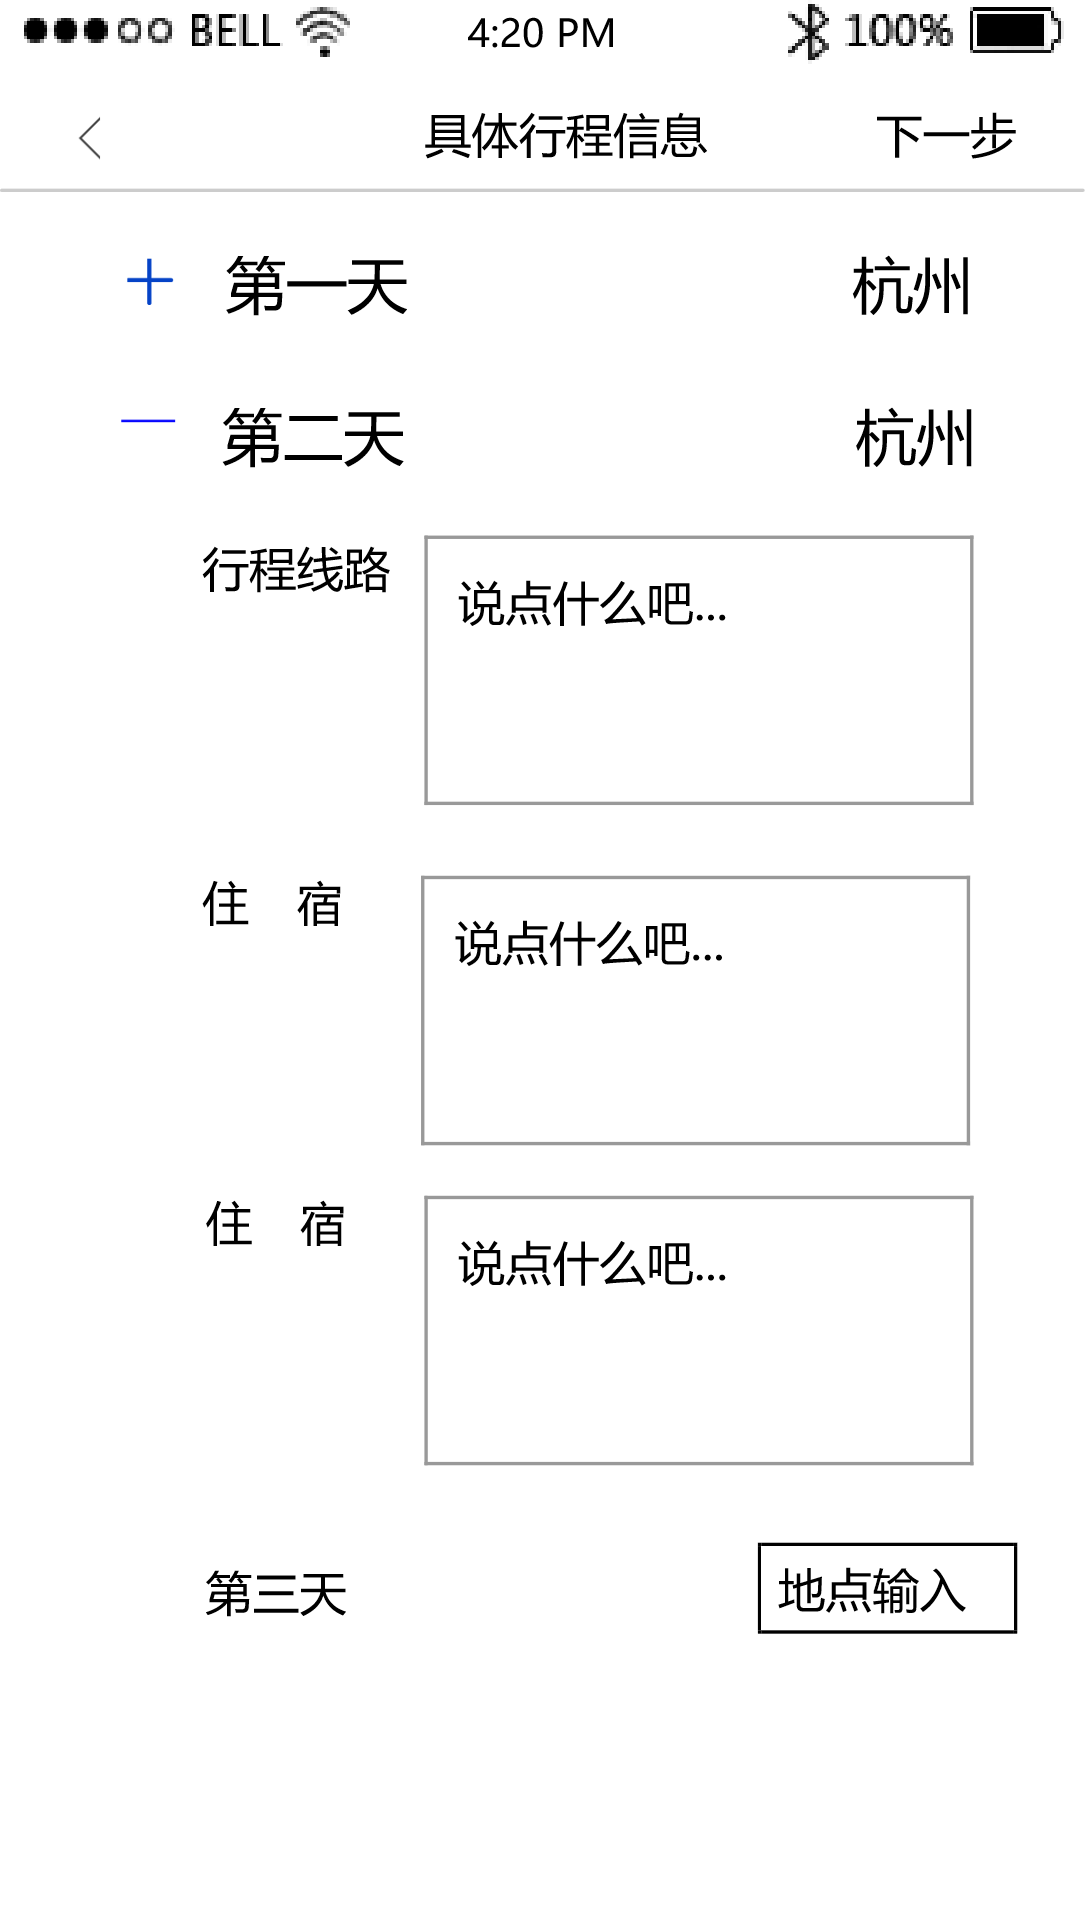 BELL 4:20 PM 100%
具体行程信息 下一步
第一天 杭州
第二天 杭州
行程线路 说点什么吧...
住 宿 说点什么吧...
住 宿 说点什么吧...
第三天 地点输入